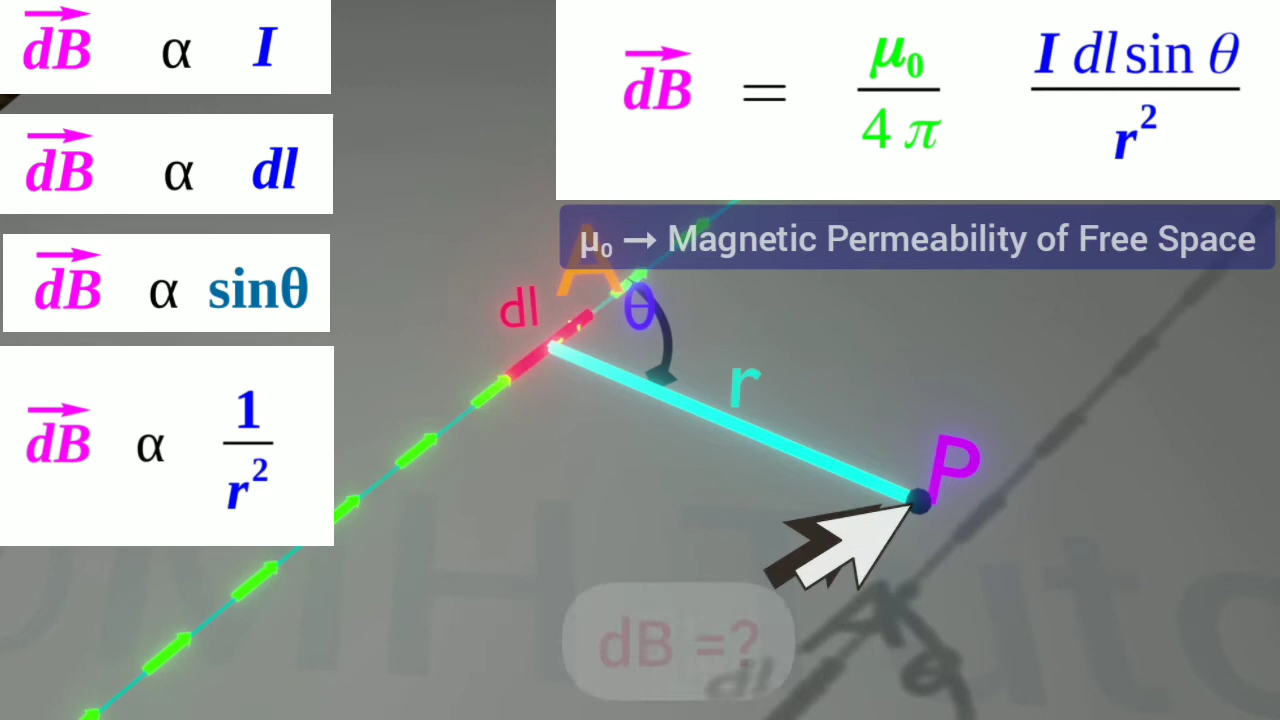 dB α I
dB α dl
dB α sinθ
dB α 1/r²
dB = μ₀/4π I dl sin θ/r²
μ₀ → Magnetic Permeability of Free Space
A
dl
θ
r
P
dB =?
dl